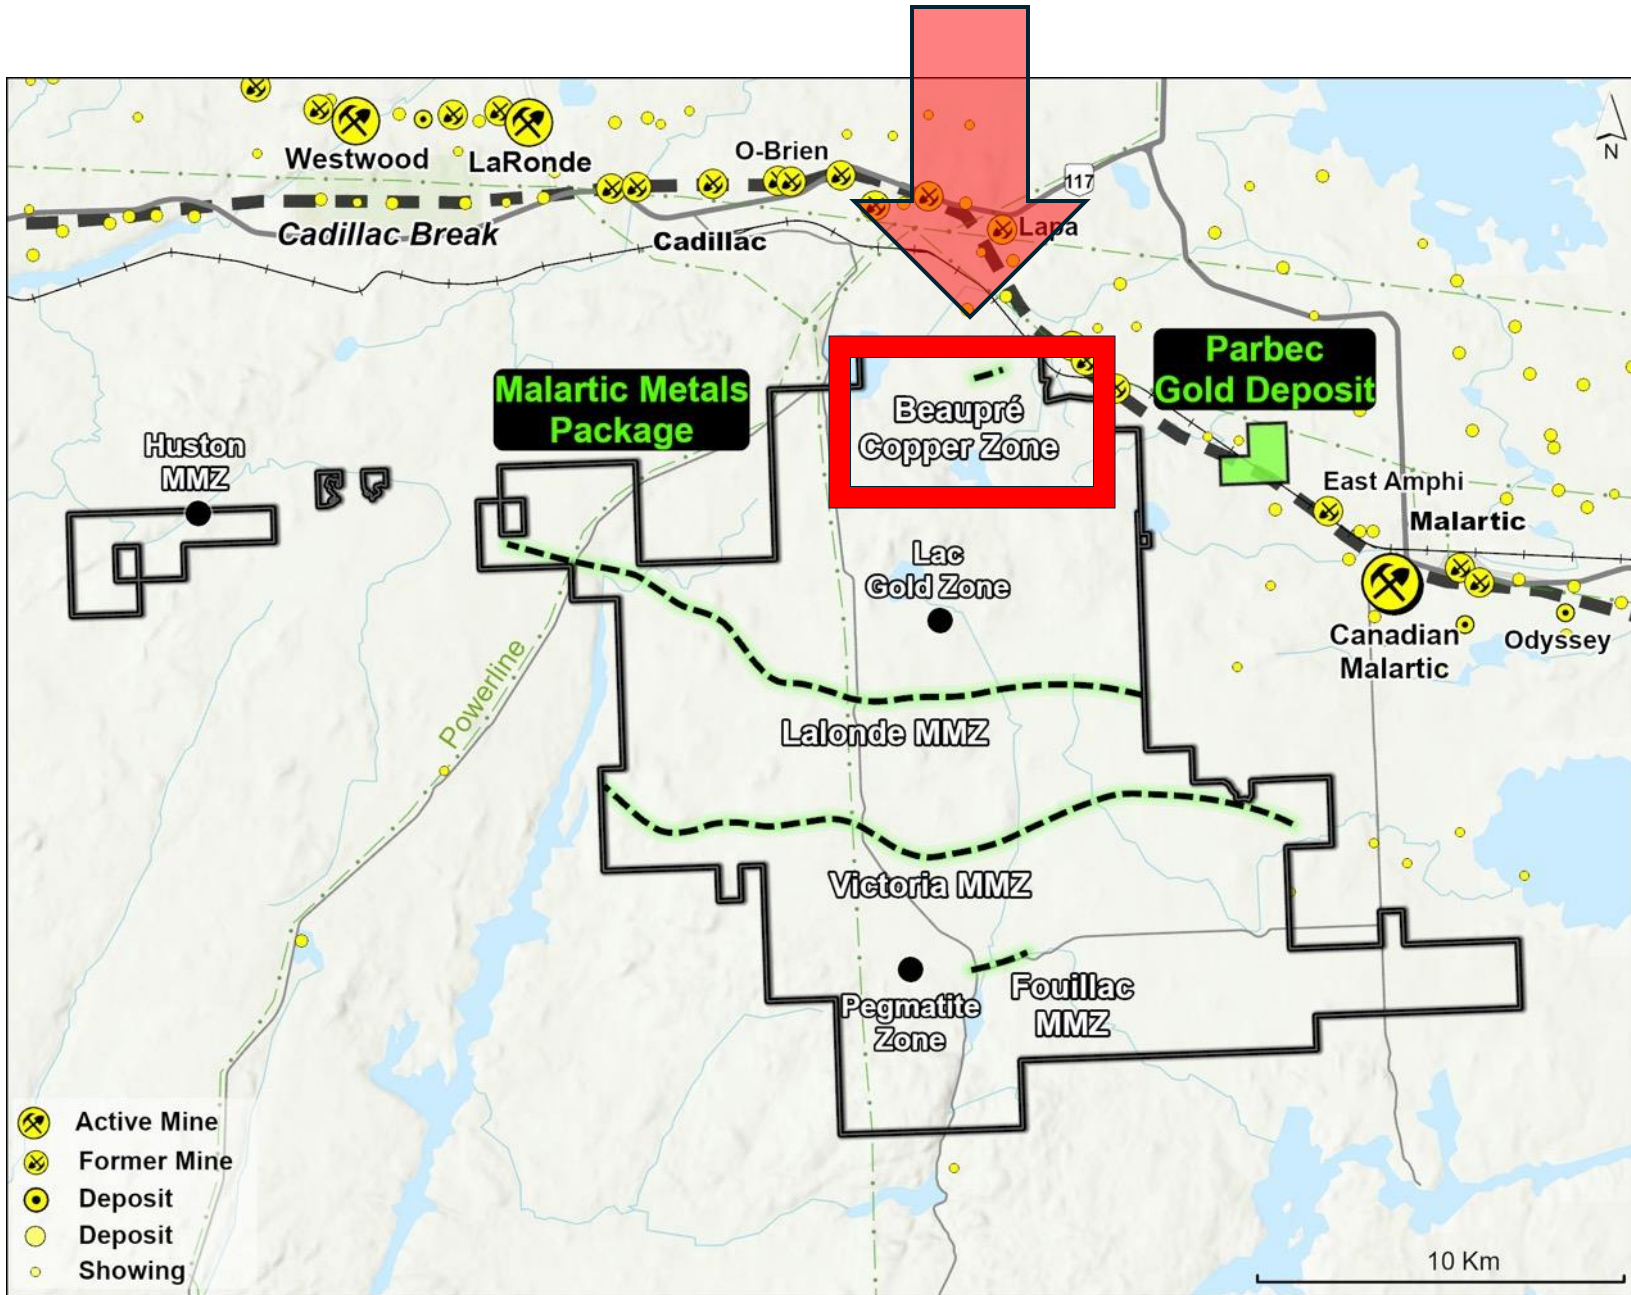 Westwood
LaRonde
O-Brien
117
N
Cadillac Break
Cadillac
Lapa
Malartic Metals
Package
Parbec
Gold Deposit
Beaupré
Copper Zone
Huston
MMZ
East Amphi
Malartic
Lac
Gold Zone
Canadian
Malartic
Odyssey
Powerline
Lalonde MMZ
Victoria MMZ
Pegmatite
Zone
Fouillac
MMZ
Active Mine
Former Mine
Deposit
Deposit
Showing
10 Km